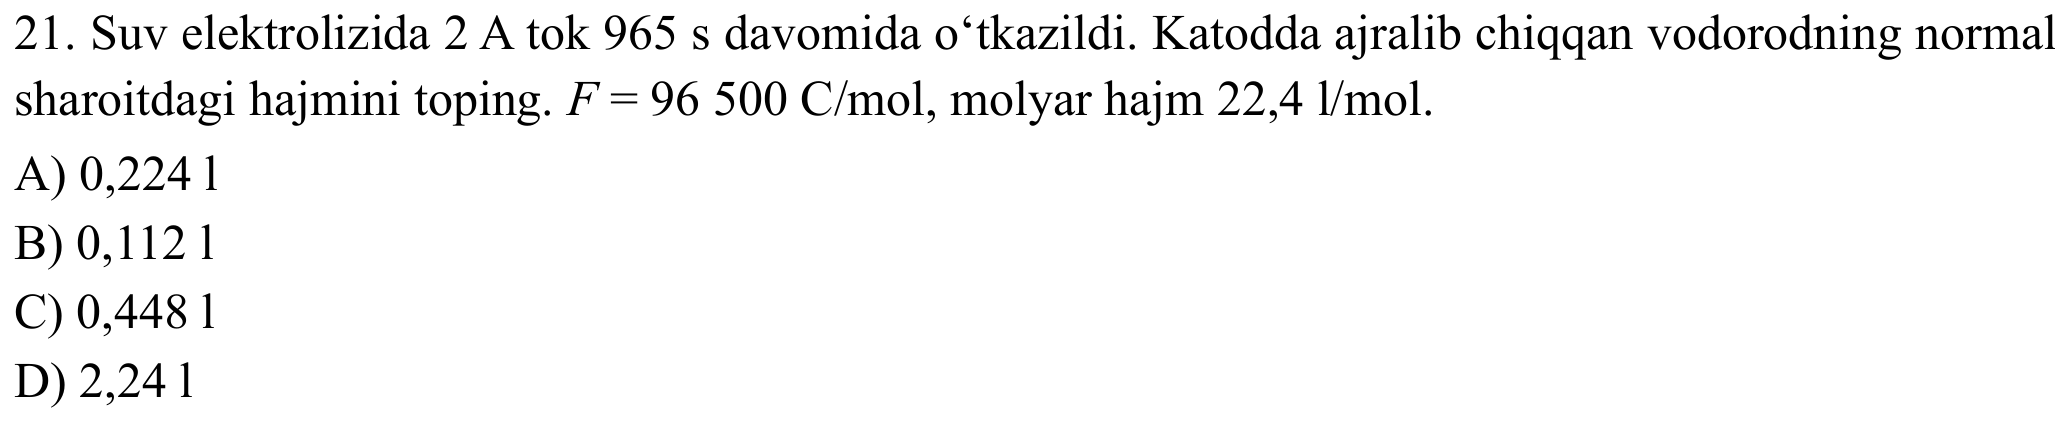 21. Suv elektrolizida 2 A tok 965 s davomida o‘tkazildi. Katodda ajralib chiqqan vodorodning normal
sharoitdagi hajmini toping. F = 96 500 C/mol, molyar hajm 22,4 l/mol.
A) 0,224 l
B) 0,112 l
C) 0,448 l
D) 2,24 l